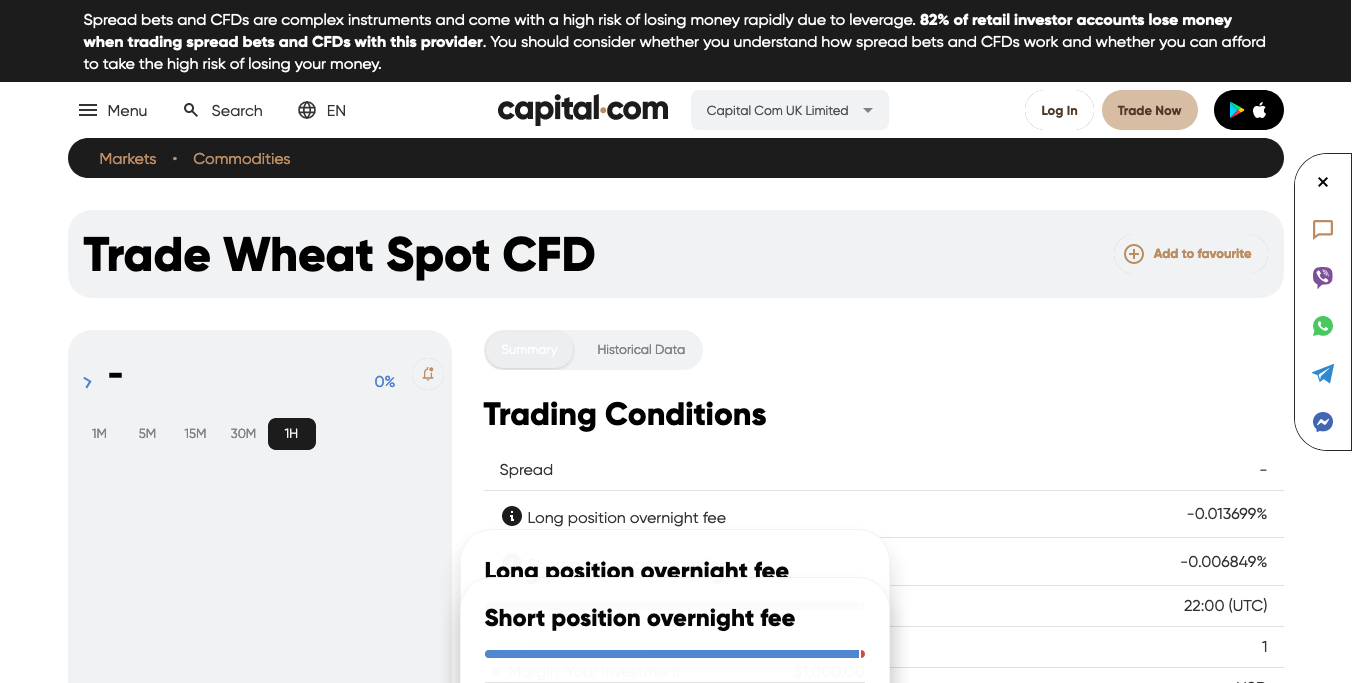 Spread bets and CFDs are complex instruments and come with a high risk of losing money rapidly due to leverage. 82% of retail investor accounts lose money
when trading spread bets and CFDs with this provider. You should consider whether you understand how spread bets and CFDs work and whether you can afford
to take the high risk of losing your money.
Menu Search EN capital.com Capital Com UK Limited Log In Trade Now
Markets • Commodities
Trade Wheat Spot CFD
Add to favourite
- 0%
1M 5M 15M 30M 1H
Summary Historical Data
Trading Conditions
Spread -
Long position overnight fee -0.013699%
-0.006849%
22:00 (UTC)
1
Long position overnight fee
Short position overnight fee
Margin. Your investment $1,000.00